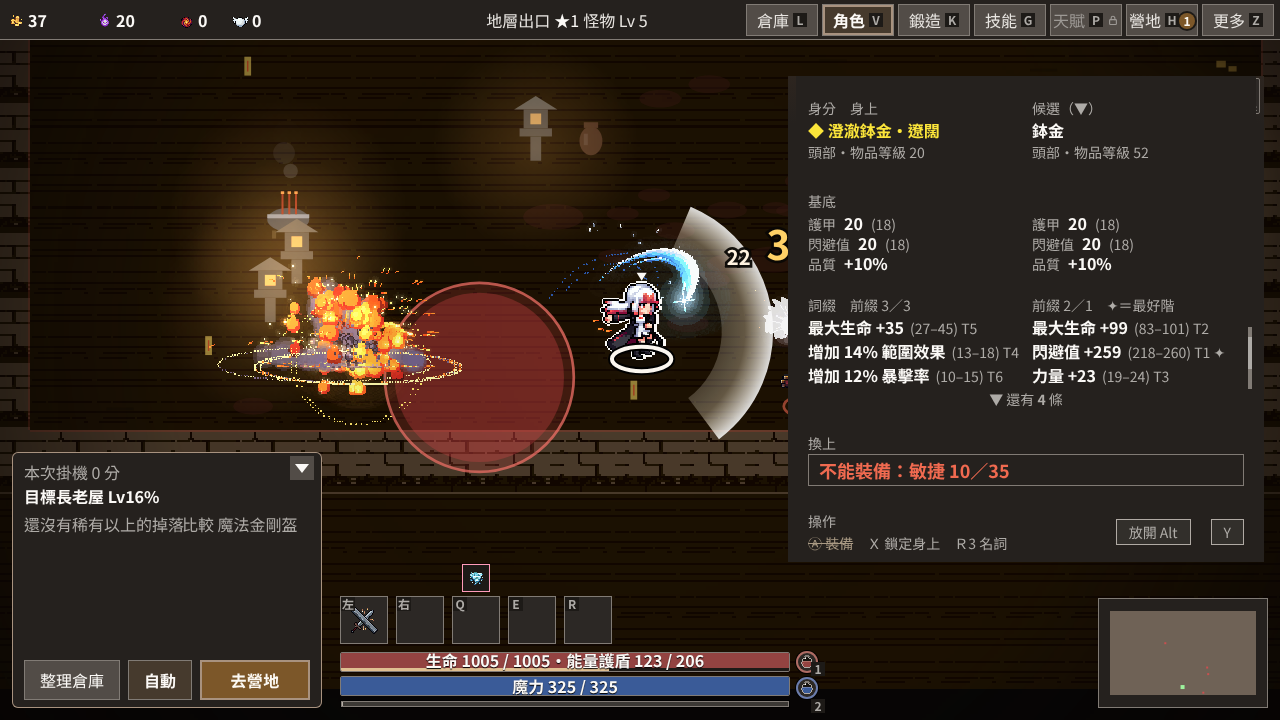 37 20 0 0
地層出口 ★1 怪物 Lv 5
倉庫 L 角色 V 鍛造 K 技能 G 天賦 P 營地 H 1 更多 Z
身分 身上
候選（▼）
◆ 澄澈鉢金・遼闊
鉢金
頭部・物品等級 20
頭部・物品等級 52
基底
護甲 20 (18)
護甲 20 (18)
閃避值 20 (18)
閃避值 20 (18)
品質 +10%
品質 +10%
詞綴 前綴 3／3
前綴 2／1 ✦＝最好階
最大生命 +35 (27–45) T5
最大生命 +99 (83–101) T2
增加 14% 範圍效果 (13–18) T4
閃避值 +259 (218–260) T1 ✦
增加 12% 暴擊率 (10–15) T6
力量 +23 (19–24) T3
▼ 還有 4 條
換上
不能裝備：敏捷 10／35
操作
Ⓐ 裝備 X 鎖定身上 R3 名詞
放開 Alt
Y
22
3
本次掛機 0 分
▼
目標長老屋 Lv16%
還沒有稀有以上的掉落比較 魔法金剛盔
整理倉庫 自動 去營地
左 右 Q E R
生命 1005 / 1005・能量護盾 123 / 206
1
魔力 325 / 325
2